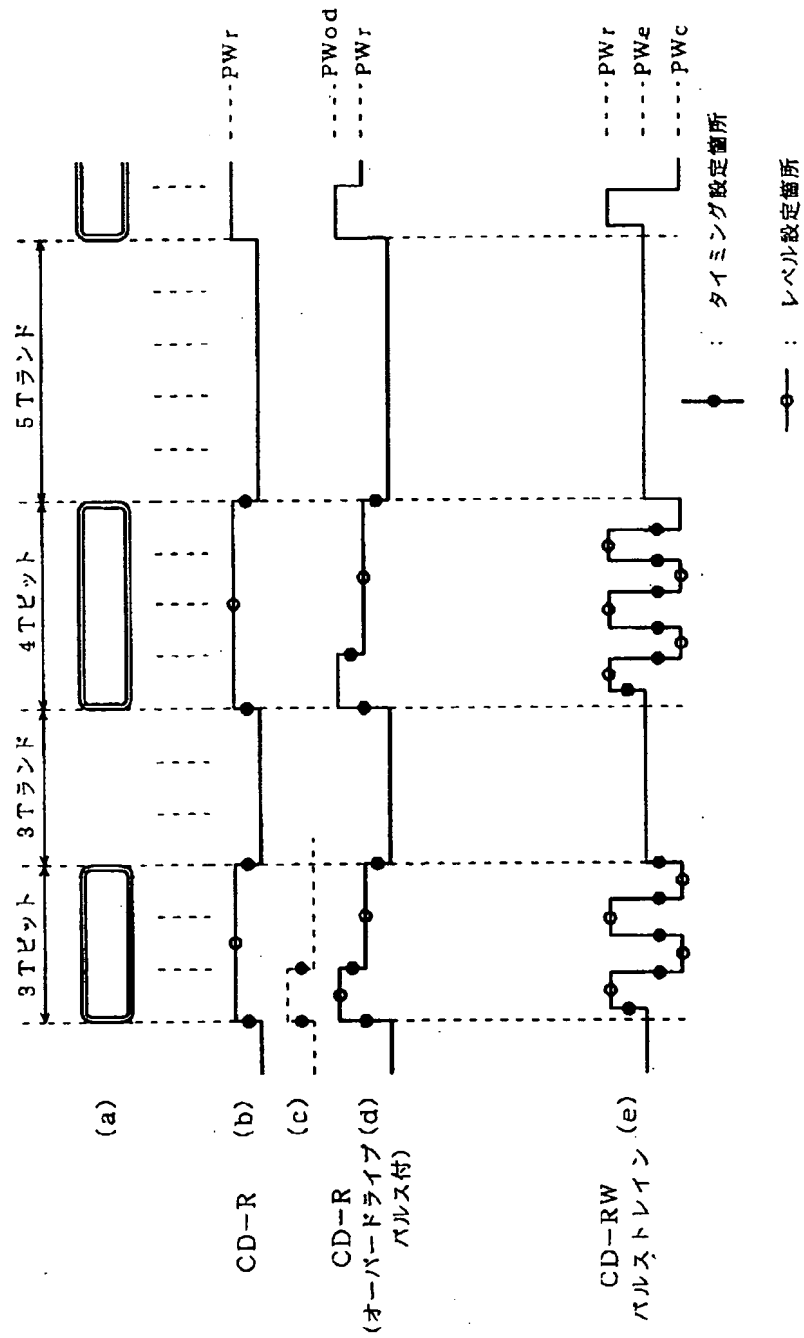 3Tピット
3Tランド
4Tピット
5Tランド
(a)
CD-R
(b)
PWr
(c)
CD-R
(オーバードライブ
パルス付)
(d)
PWod
PWr
CD-RW
パルストレイン
(e)
PWr
PWe
PWc
: タイミング設定箇所
: レベル設定箇所